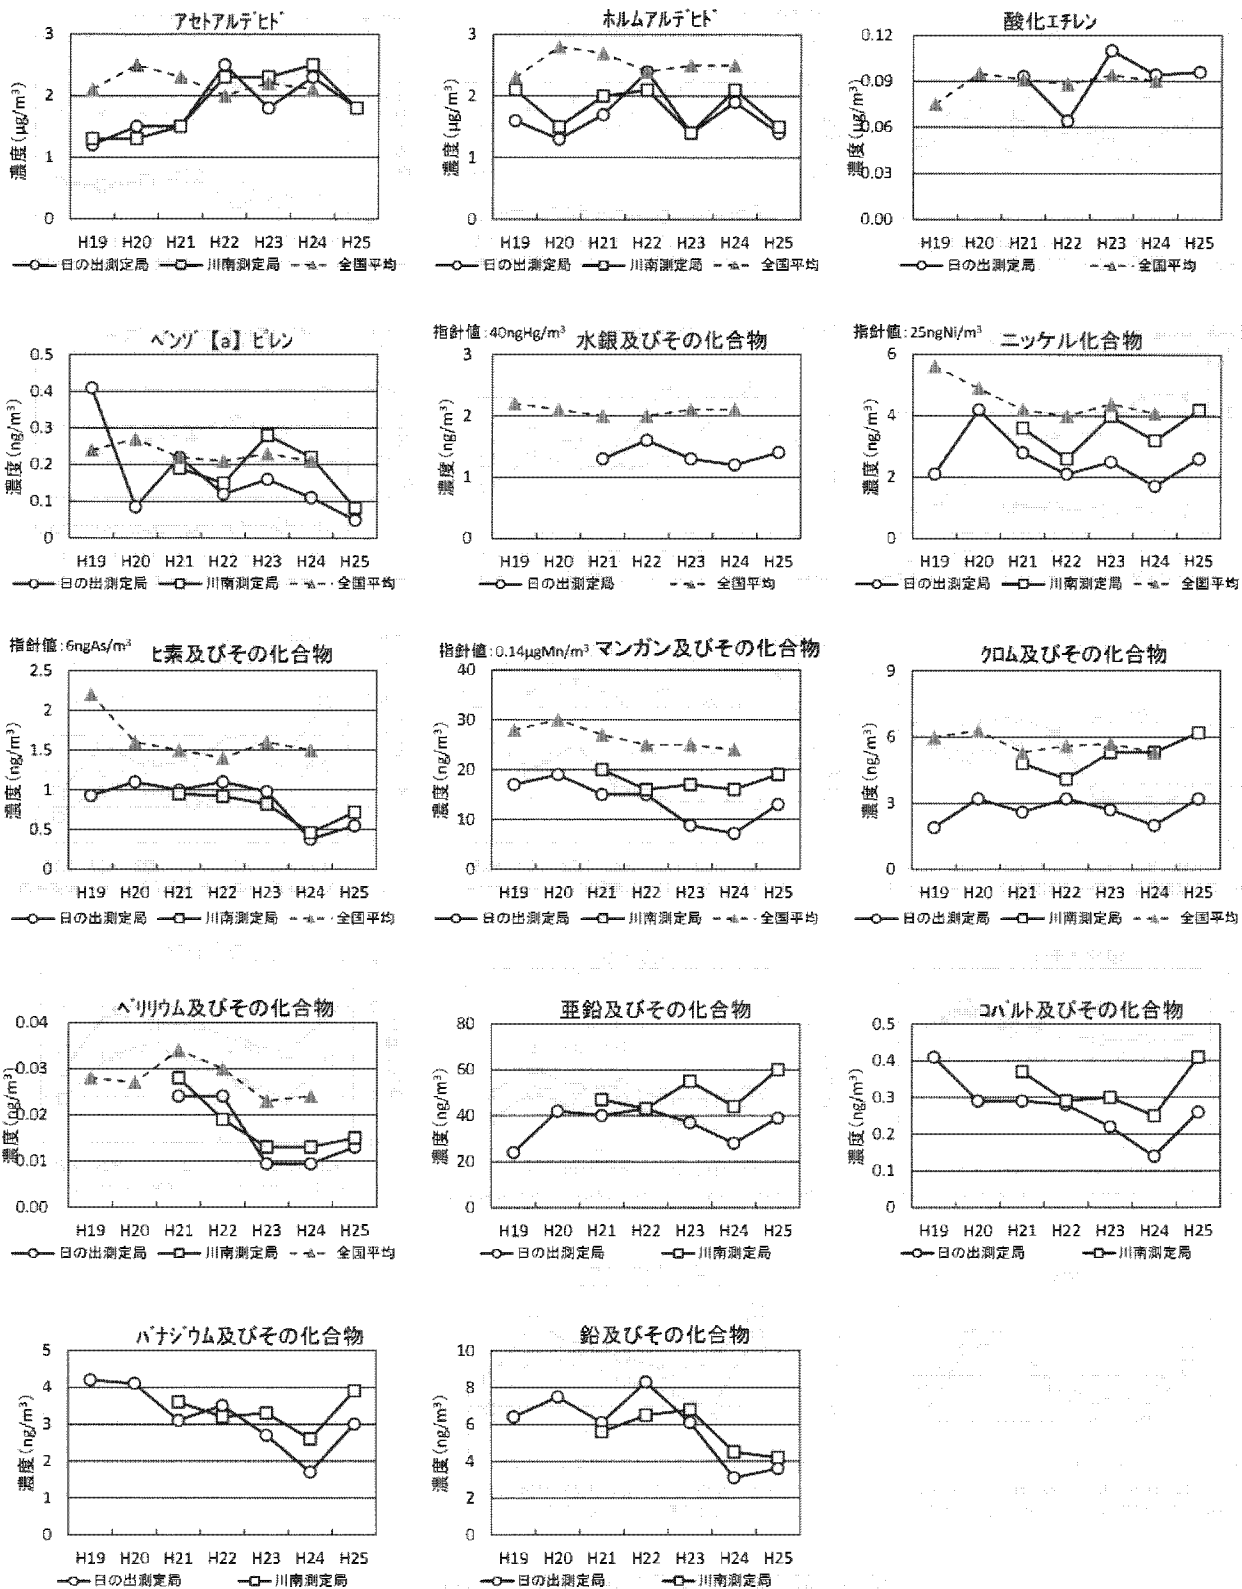 アセトアルデヒド
濃度(μg/m³)
3
2
1
0
H19 H20 H21 H22 H23 H24 H25
日の出測定局 川南測定局 全国平均
ホルムアルデヒド
濃度(μg/m³)
3
2
1
0
H19 H20 H21 H22 H23 H24 H25
日の出測定局 川南測定局 全国平均
酸化エチレン
濃度(μg/m³)
0.12
0.09
0.06
0.03
0.00
H19 H20 H21 H22 H23 H24 H25
日の出測定局 全国平均
ベンゾ【a】ピレン
濃度(ng/m³)
0.5
0.4
0.3
0.2
0.1
0
H19 H20 H21 H22 H23 H24 H25
日の出測定局 川南測定局 全国平均
指針値:40ngHg/m³
水銀及びその化合物
濃度(ng/m³)
3
2
1
0
H19 H20 H21 H22 H23 H24 H25
日の出測定局 全国平均
指針値:25ngNi/m³
ニッケル化合物
濃度(ng/m³)
6
4
2
0
H19 H20 H21 H22 H23 H24 H25
日の出測定局 川南測定局 全国平均
指針値:6ngAs/m³
ヒ素及びその化合物
濃度(ng/m³)
2.5
2
1.5
1
0.5
0
H19 H20 H21 H22 H23 H24 H25
日の出測定局 川南測定局 全国平均
指針値:0.14μgMn/m³
マンガン及びその化合物
濃度(ng/m³)
40
30
20
10
0
H19 H20 H21 H22 H23 H24 H25
日の出測定局 川南測定局 全国平均
クロム及びその化合物
濃度(ng/m³)
9
6
3
0
H19 H20 H21 H22 H23 H24 H25
日の出測定局 川南測定局 全国平均
ベリリウム及びその化合物
濃度(ng/m³)
0.04
0.03
0.02
0.01
0.00
H19 H20 H21 H22 H23 H24 H25
日の出測定局 川南測定局 全国平均
亜鉛及びその化合物
濃度(ng/m³)
80
60
40
20
0
H19 H20 H21 H22 H23 H24 H25
日の出測定局 川南測定局
コバルト及びその化合物
濃度(ng/m³)
0.5
0.4
0.3
0.2
0.1
0
H19 H20 H21 H22 H23 H24 H25
日の出測定局 川南測定局
バナジウム及びその化合物
濃度(ng/m³)
5
4
3
2
1
0
H19 H20 H21 H22 H23 H24 H25
日の出測定局 川南測定局
鉛及びその化合物
濃度(ng/m³)
10
8
6
4
2
0
H19 H20 H21 H22 H23 H24 H25
日の出測定局 川南測定局